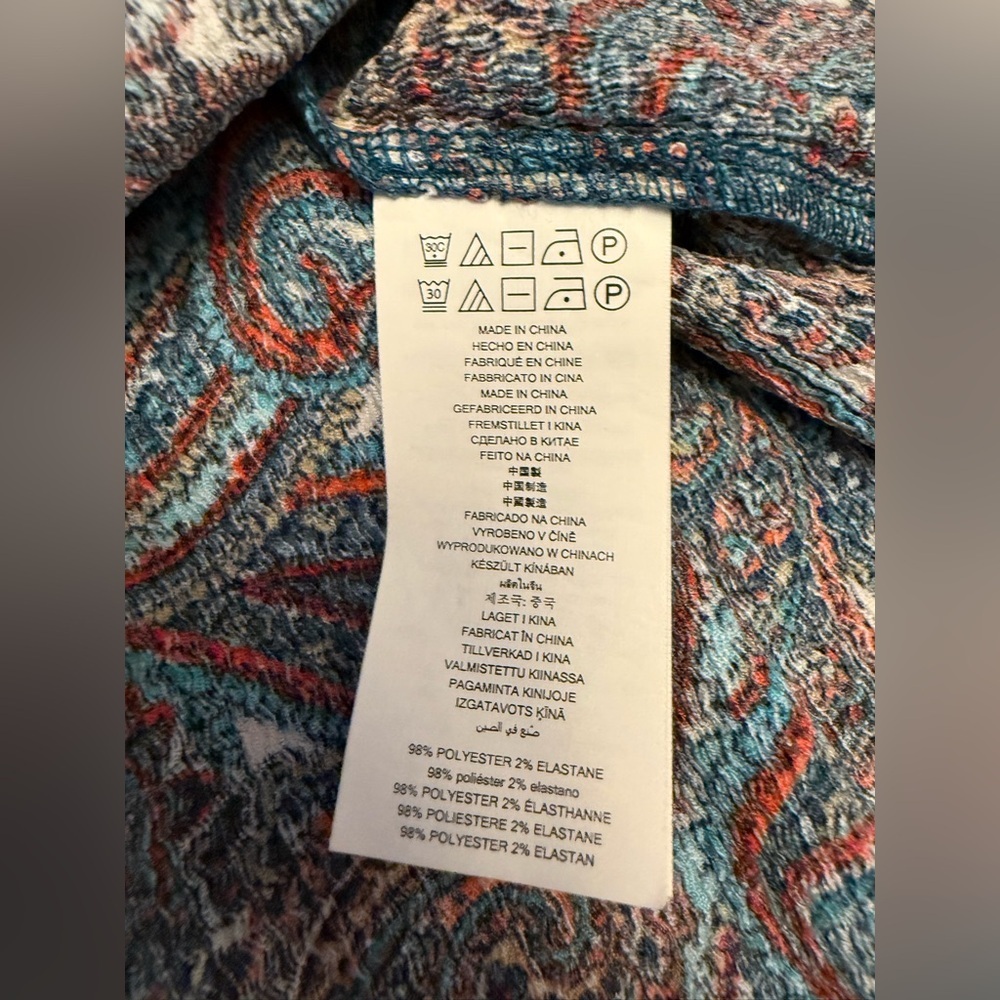 30C P
30 P
MADE IN CHINA
HECHO EN CHINA
FABRIQUÉ EN CHINE
FABBRICATO IN CINA
MADE IN CHINA
GEFABRICEERD IN CHINA
FREMSTILLET I KINA
СДЕЛАНО В КИТАЕ
FEITO NA CHINA
中国製
中国制造
中國製造
FABRICADO NA CHINA
VYROBENO V ČÍNĚ
WYPRODUKOWANO W CHINACH
KÉSZÜLT KÍNÁBAN
ผลิตในจีน
제조국: 중국
LAGET I KINA
FABRICAT ÎN CHINA
TILLVERKAD I KINA
VALMISTETTU KIINASSA
PAGAMINTA KINIJOJE
IZGATAVOTS ĶĪNĀ
صُنع في الصين
98% POLYESTER 2% ELASTANE
98% poliéster 2% elastano
98% POLYESTER 2% ÉLASTHANNE
98% POLIESTERE 2% ELASTANE
98% POLYESTER 2% ELASTAN